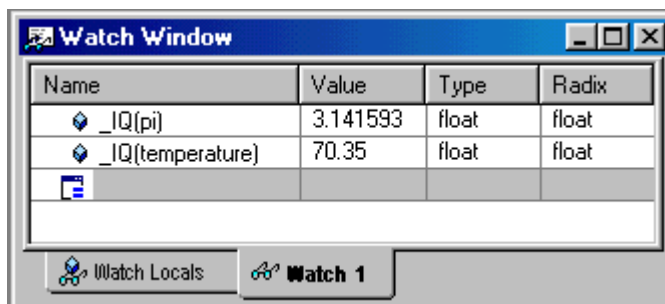 Watch Window
Name Value Type Radix
_IQ(pi) 3.141593 float float
_IQ(temperature) 70.35 float float
Watch Locals Watch 1